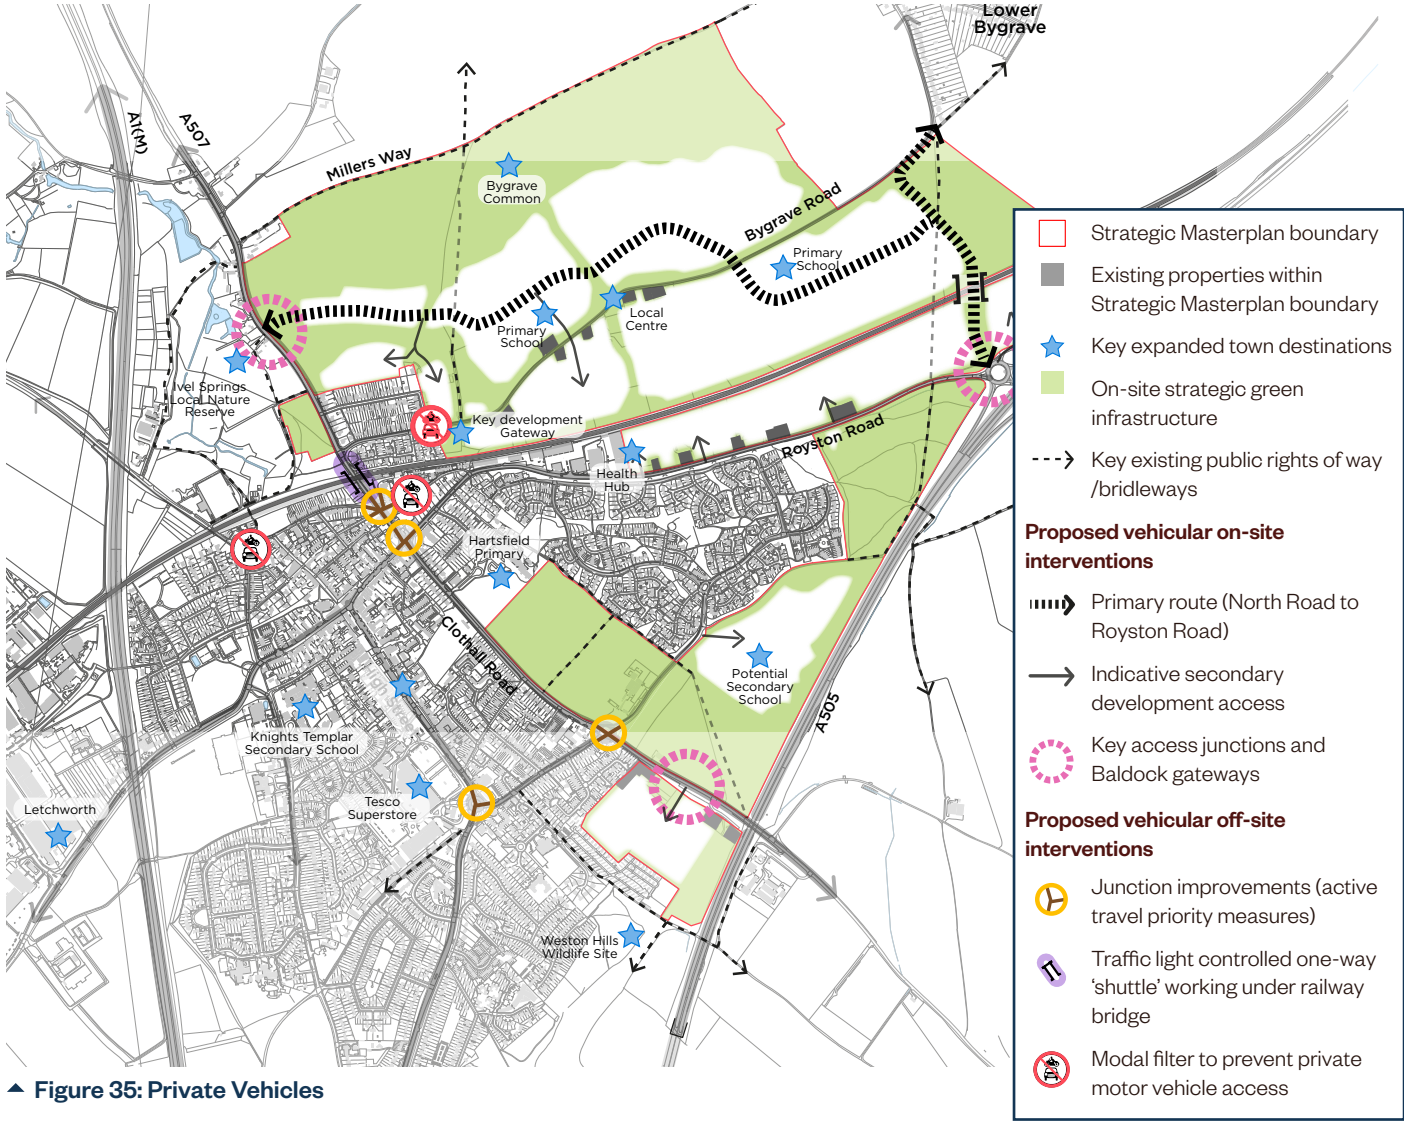 Lower
Bygrave
A1(M)
A507
Millers Way
Bygrave
Common
Bygrave Road
Primary
School
Local
Centre
Primary
School
Ivel Springs
Local Nature
Reserve
Key development
Gateway
Royston Road
Health
Hub
Hartsfield
Primary
Clothall Road
High Street
Potential
Secondary
School
A505
Knights Templar
Secondary School
Tesco
Superstore
Letchworth
Weston Hills
Wildlife Site
Strategic Masterplan boundary
Existing properties within
Strategic Masterplan boundary
Key expanded town destinations
On-site strategic green
infrastructure
Key existing public rights of way
/bridleways
Proposed vehicular on-site
interventions
Primary route (North Road to
Royston Road)
Indicative secondary
development access
Key access junctions and
Baldock gateways
Proposed vehicular off-site
interventions
Junction improvements (active
travel priority measures)
Traffic light controlled one-way
‘shuttle’ working under railway
bridge
Modal filter to prevent private
motor vehicle access
Figure 35: Private Vehicles